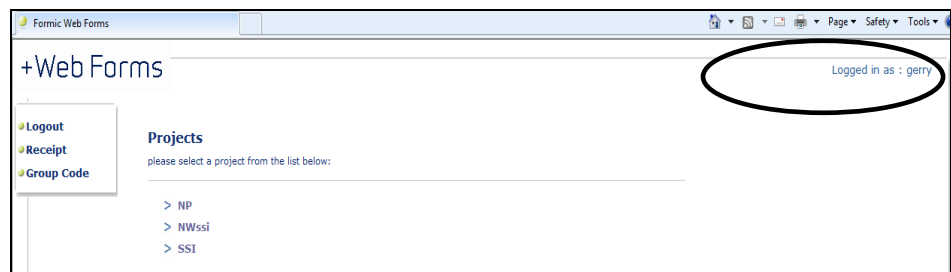 Formic Web Forms
Page Safety Tools
+Web Forms
Logged in as : gerry
Logout
Receipt
Group Code
Projects
please select a project from the list below:
> NP
> NWssi
> SSI